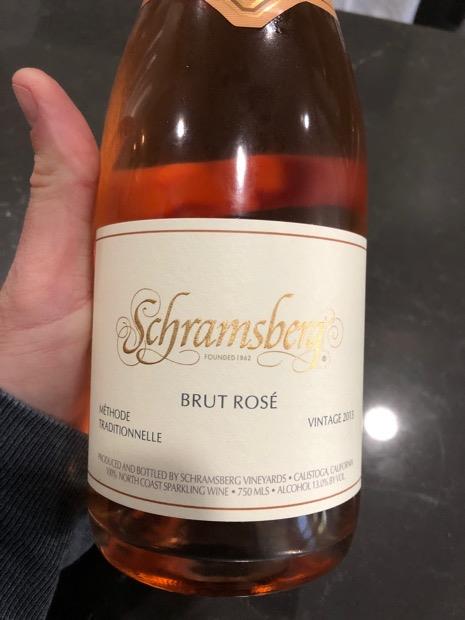 Schramsberg®
FOUNDED 1862
BRUT ROSÉ
MÉTHODE
TRADITIONNELLE
VINTAGE 2013
PRODUCED AND BOTTLED BY SCHRAMSBERG VINEYARDS • CALISTOGA, CALIFORNIA
100% NORTH COAST SPARKLING WINE • 750 MLS • ALCOHOL 13.0% BY VOL.